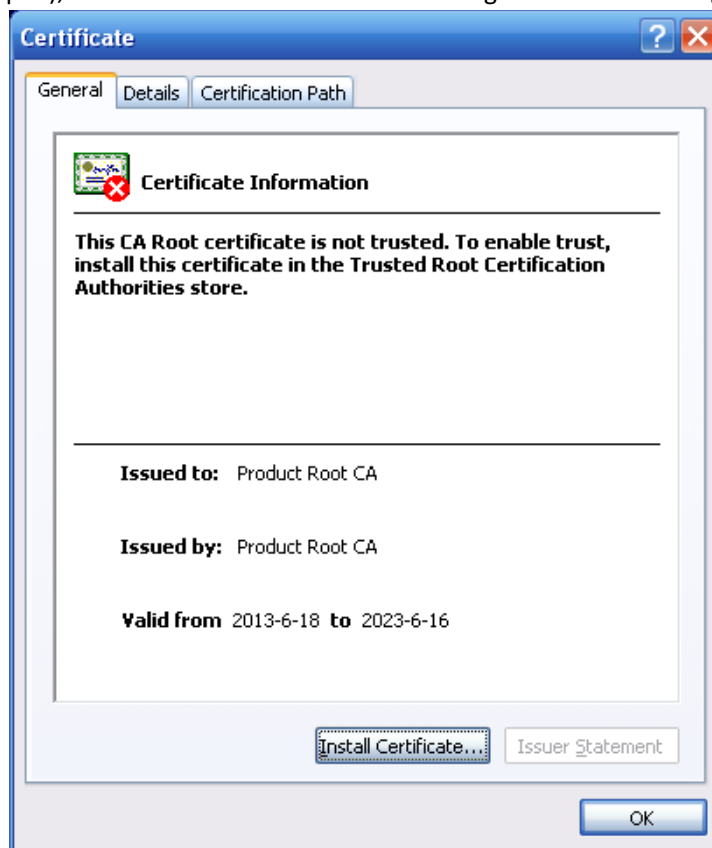 Certificate
General Details Certification Path
Certificate Information
This CA Root certificate is not trusted. To enable trust,
install this certificate in the Trusted Root Certification
Authorities store.
Issued to: Product Root CA
Issued by: Product Root CA
Valid from 2013-6-18 to 2023-6-16
Install Certificate... Issuer Statement
OK